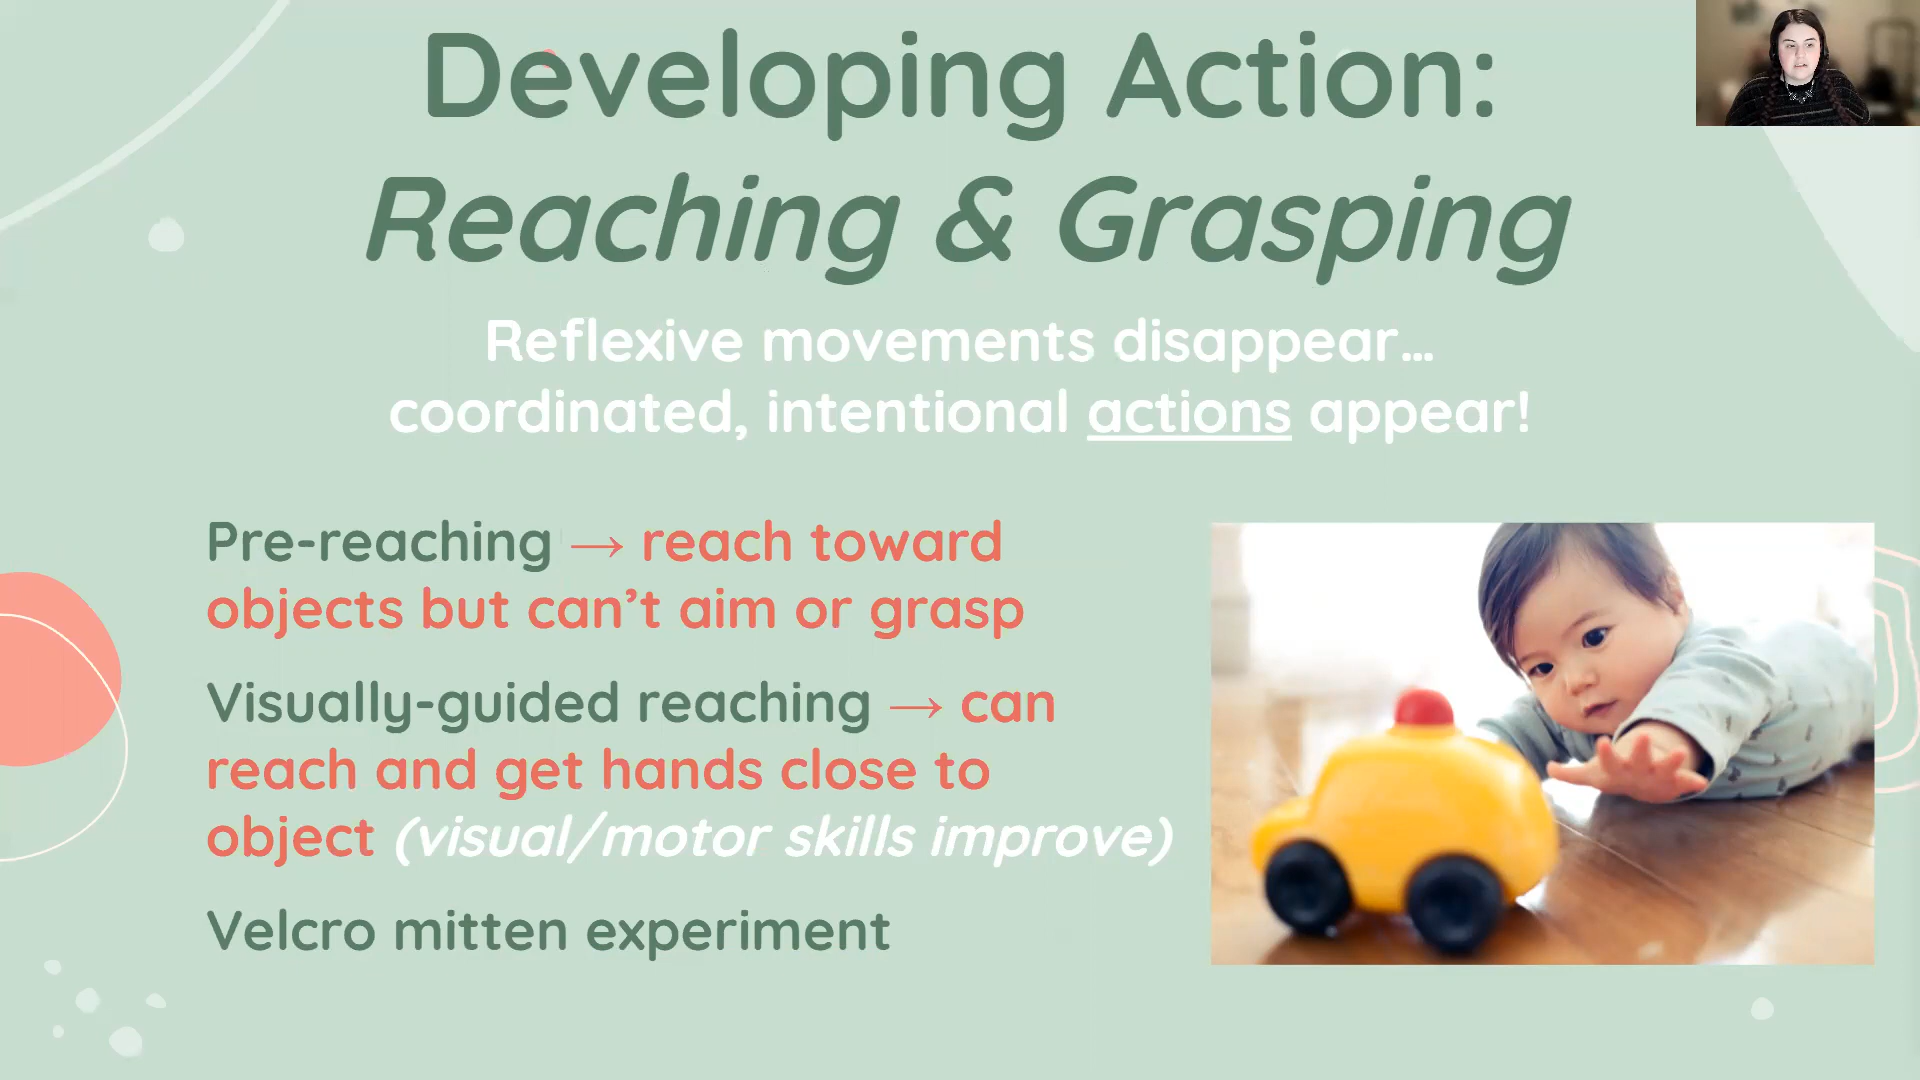 Developing Action:
Reaching & Grasping
Reflexive movements disappear...
coordinated, intentional actions appear!
Pre-reaching → reach toward
objects but can’t aim or grasp
Visually-guided reaching → can
reach and get hands close to
object (visual/motor skills improve)
Velcro mitten experiment